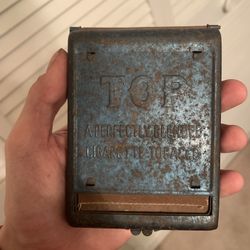 TOP
A PERFECTLY BLENDED
CIGARETTE TOBACCO